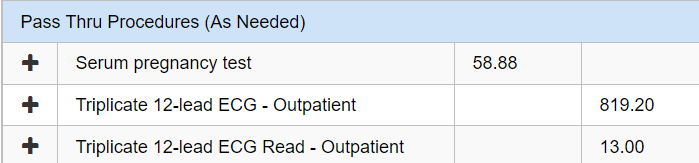 Pass Thru Procedures (As Needed)
Serum pregnancy test 58.88
Triplicate 12-lead ECG - Outpatient 819.20
Triplicate 12-lead ECG Read - Outpatient 13.00